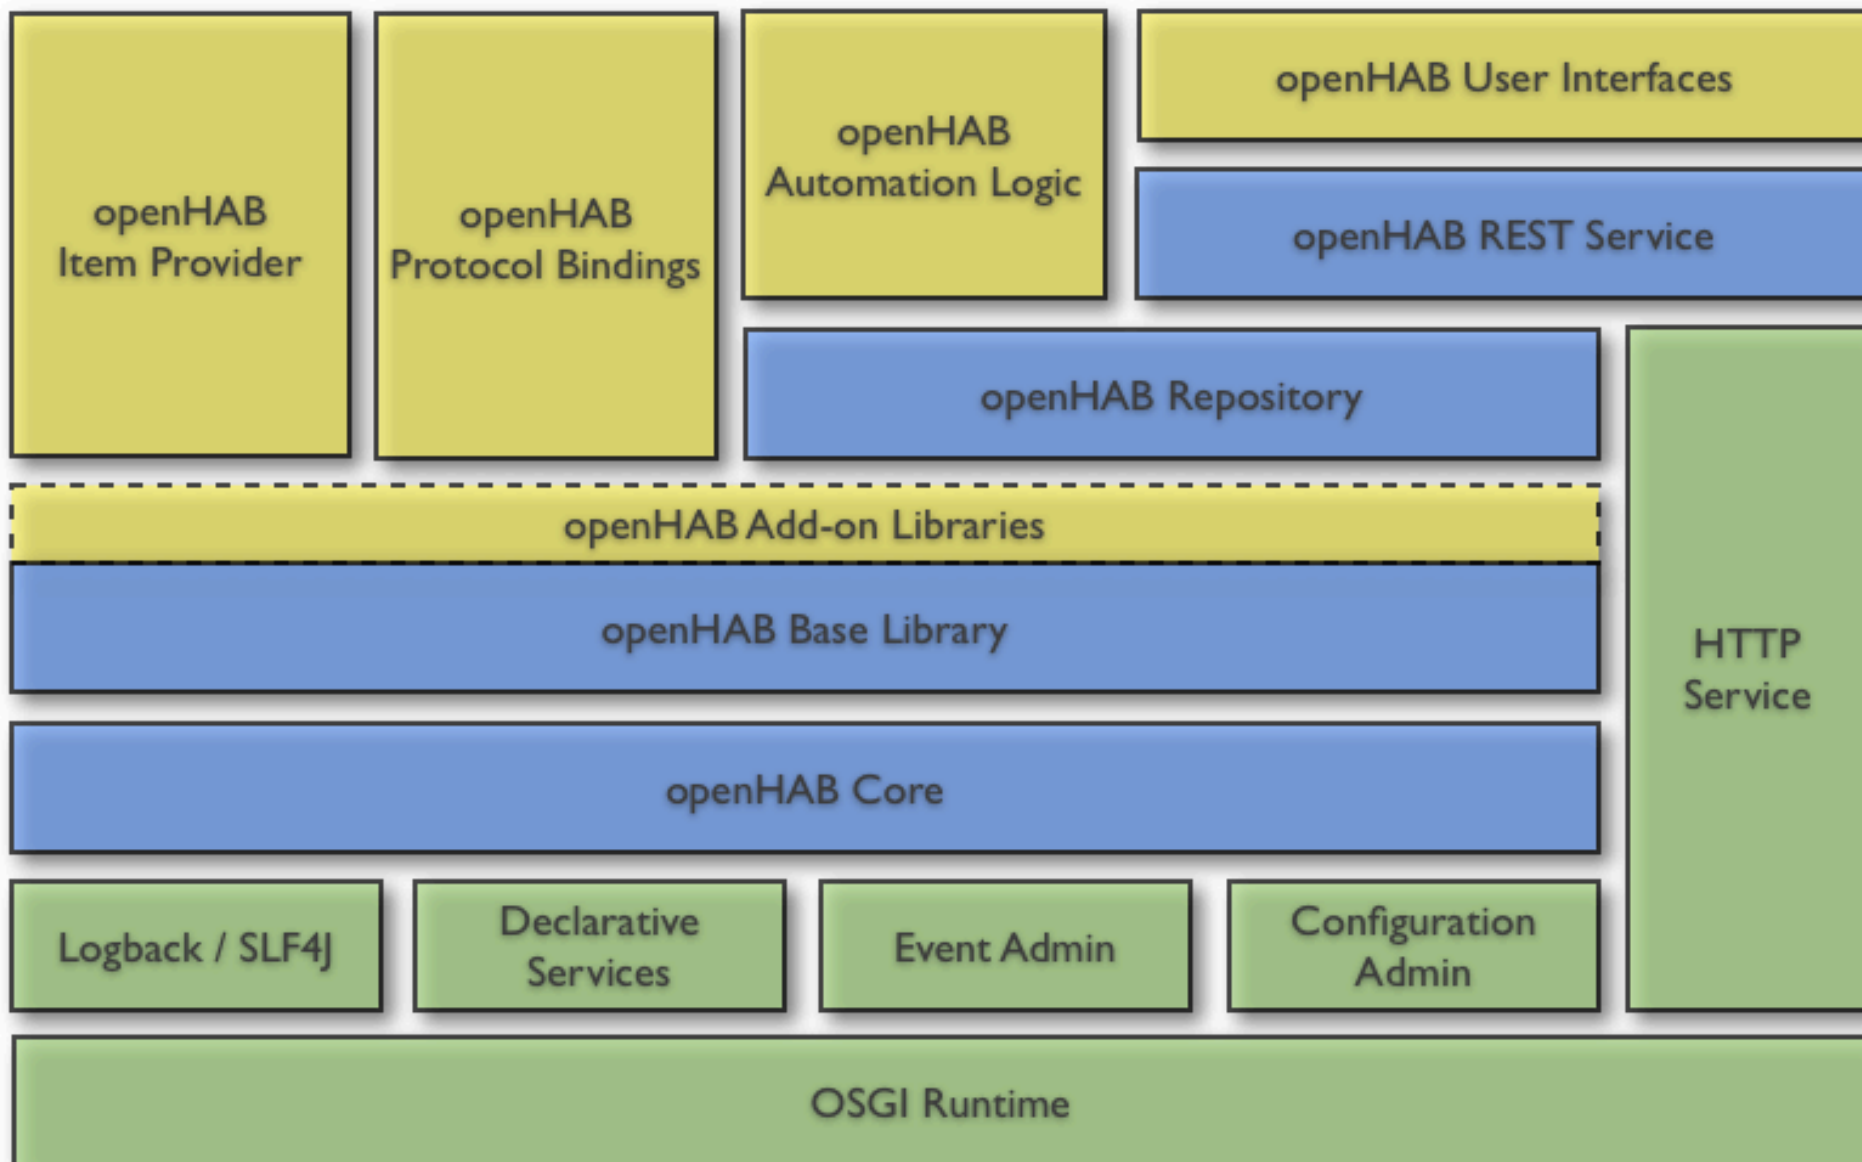 openHAB
Item Provider
openHAB
Protocol Bindings
openHAB
Automation Logic
openHAB User Interfaces
openHAB REST Service
openHAB Repository
openHAB Add-on Libraries
openHAB Base Library
openHAB Core
HTTP
Service
Logback / SLF4J
Declarative
Services
Event Admin
Configuration
Admin
OSGI Runtime